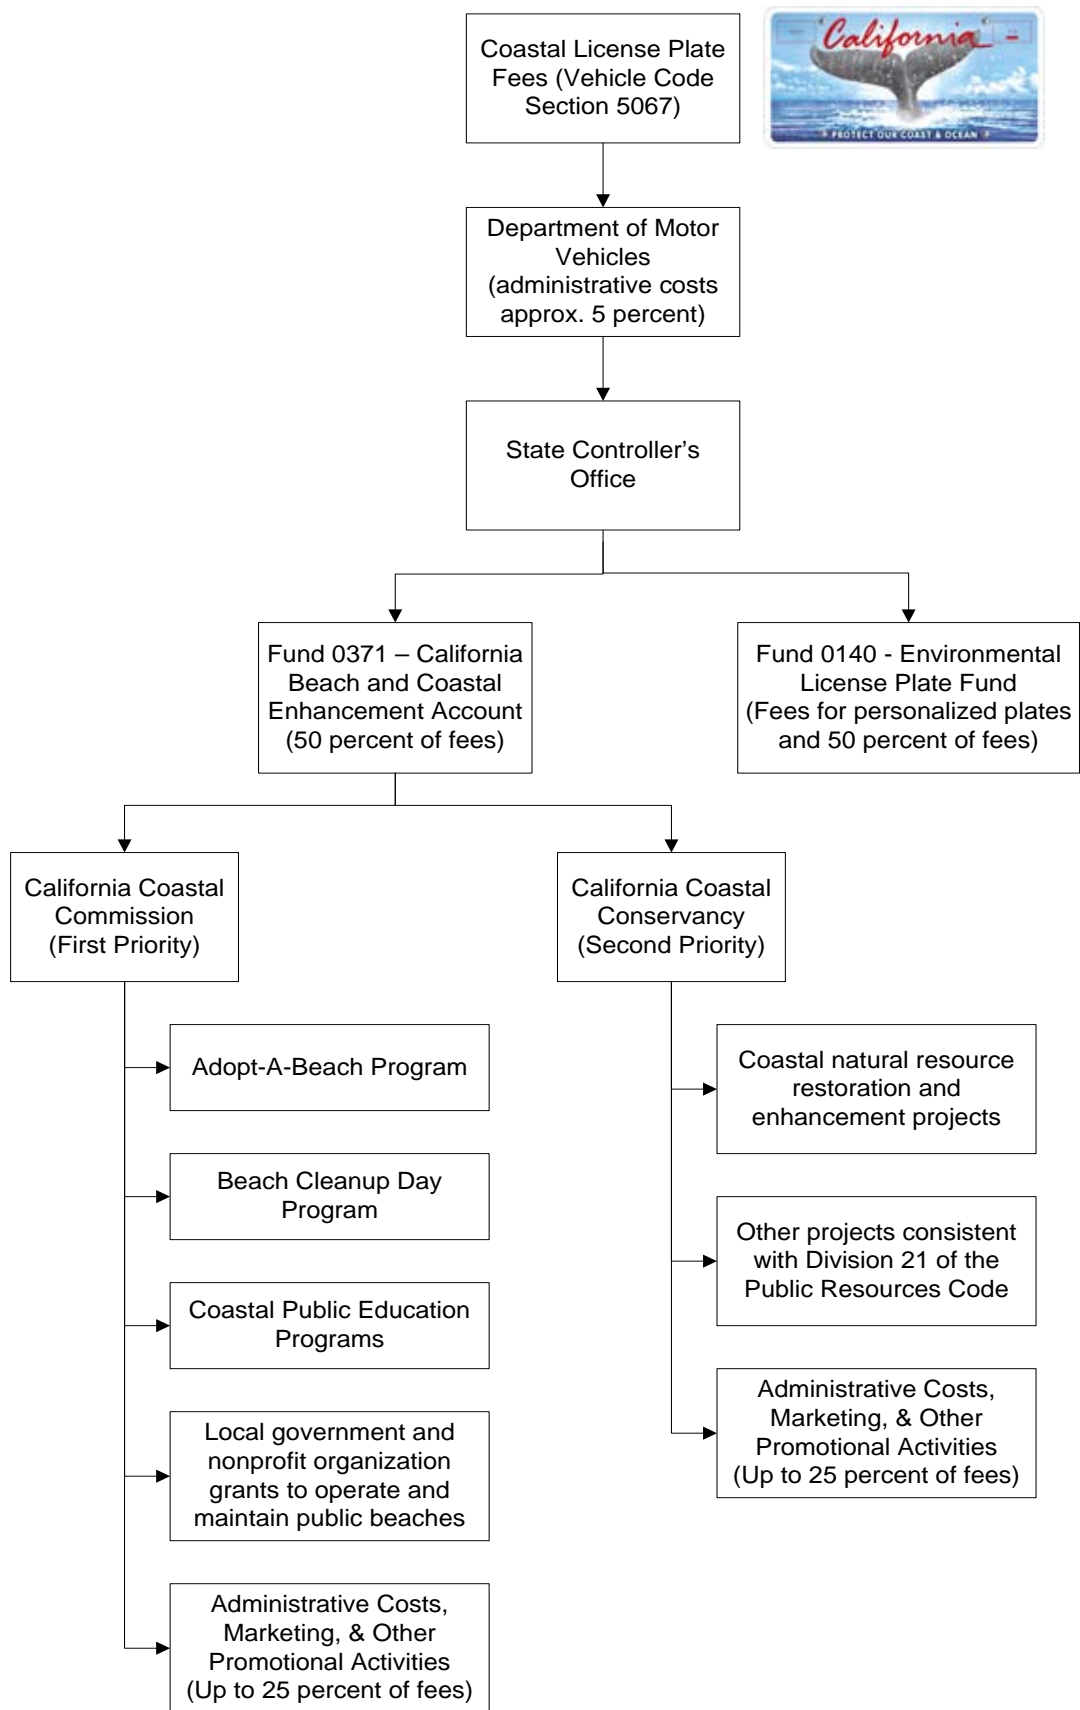 Coastal License Plate
Fees (Vehicle Code
Section 5067)
California
PROTECT OUR COAST & OCEAN
Department of Motor
Vehicles
(administrative costs
approx. 5 percent)
State Controller’s
Office
Fund 0371 – California
Beach and Coastal
Enhancement Account
(50 percent of fees)
Fund 0140 - Environmental
License Plate Fund
(Fees for personalized plates
and 50 percent of fees)
California Coastal
Commission
(First Priority)
California Coastal
Conservancy
(Second Priority)
Adopt-A-Beach Program
Beach Cleanup Day
Program
Coastal Public Education
Programs
Local government and
nonprofit organization
grants to operate and
maintain public beaches
Administrative Costs,
Marketing, & Other
Promotional Activities
(Up to 25 percent of fees)
Coastal natural resource
restoration and
enhancement projects
Other projects consistent
with Division 21 of the
Public Resources Code
Administrative Costs,
Marketing, & Other
Promotional Activities
(Up to 25 percent of fees)